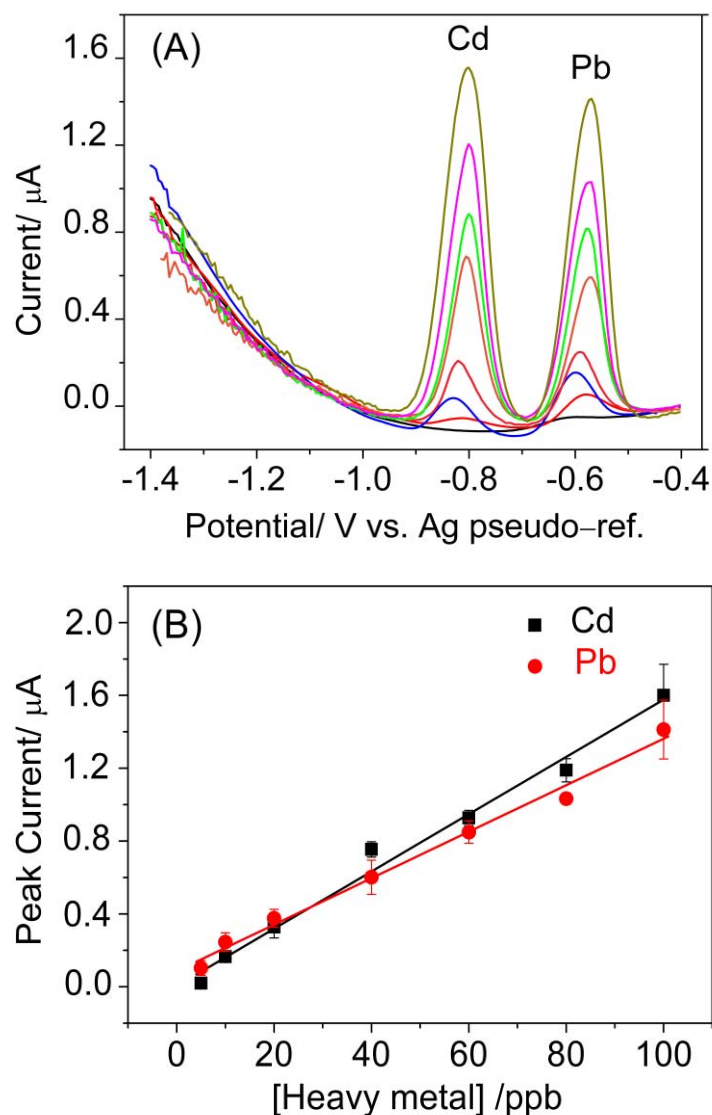 (A)
Cd
Pb
1.6
1.2
0.8
0.4
0.0
Current/ μA
-1.4 -1.2 -1.0 -0.8 -0.6 -0.4
Potential/ V vs. Ag pseudo–ref.
(B)
Cd
Pb
2.0
1.6
1.2
0.8
0.4
0.0
Peak Current/ μA
0 20 40 60 80 100
[Heavy metal] /ppb